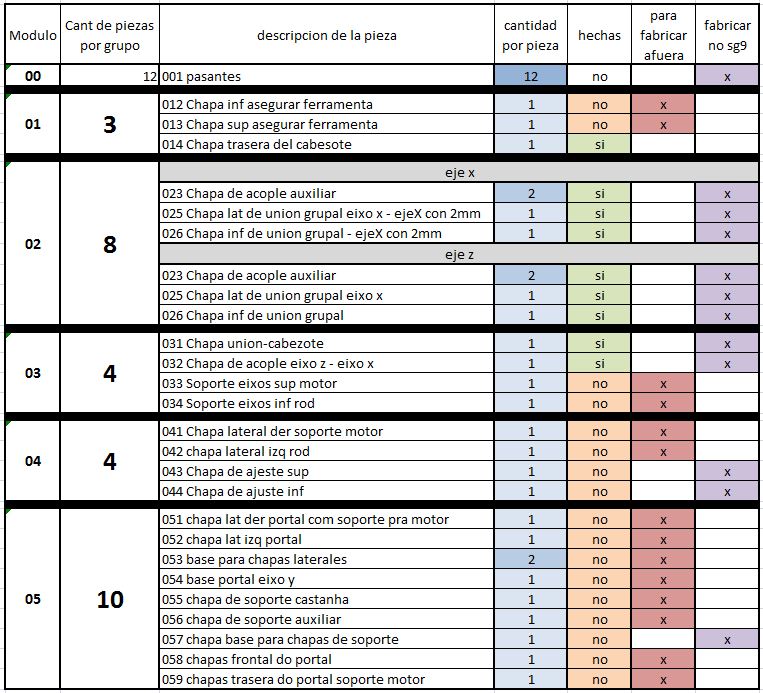 Modulo Cant de piezas por grupo descripcion de la pieza cantidad por pieza hechas para fabricar afuera fabricar no sg9
00 12 001 pasantes 12 no x
01 3
012 Chapa inf asegurar ferramenta 1 no x
013 Chapa sup asegurar ferramenta 1 no x
014 Chapa trasera del cabesote 1 si
02 8
eje x
023 Chapa de acople auxiliar 2 si x
025 Chapa lat de union grupal eixo x - ejeX con 2mm 1 si x
026 Chapa inf de union grupal - ejeX con 2mm 1 si x
eje z
023 Chapa de acople auxiliar 2 si x
025 Chapa lat de union grupal eixo x 1 si x
026 Chapa inf de union grupal 1 si x
03 4
031 Chapa union-cabezote 1 si x
032 Chapa de acople eixo z - eixo x 1 si x
033 Soporte eixos sup motor 1 no x
034 Soporte eixos inf rod 1 no x
04 4
041 Chapa lateral der soporte motor 1 no x
042 chapa lateral izq rod 1 no x
043 Chapa de ajeste sup 1 no x
044 Chapa de ajuste inf 1 no x
05 10
051 chapa lat der portal com soporte pra motor 1 no x
052 chapa lat izq portal 1 no x
053 base para chapas laterales 2 no x
054 base portal eixo y 1 no x
055 chapa de soporte castanha 1 no x
056 chapa de soporte auxiliar 1 no x
057 chapa base para chapas de soporte 1 no x
058 chapas frontal do portal 1 no x
059 chapas trasera do portal soporte motor 1 no x